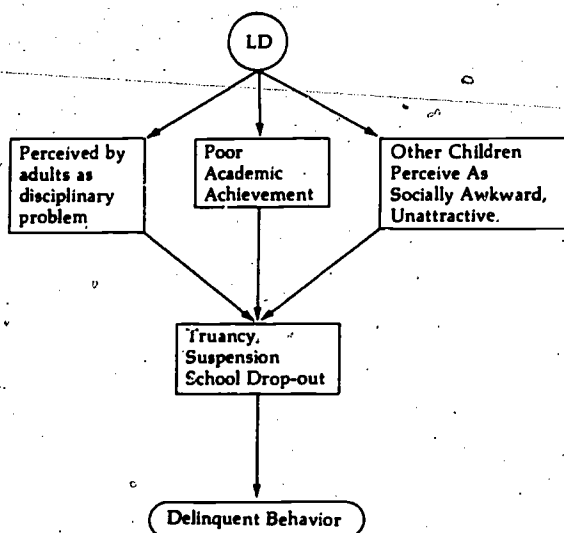 LD
Perceived by
adults as
disciplinary
problem
Poor
Academic
Achievement
Other Children
Perceive As
Socially Awkward,
Unattractive.
Truancy,
Suspension
School Drop-out
Delinquent Behavior